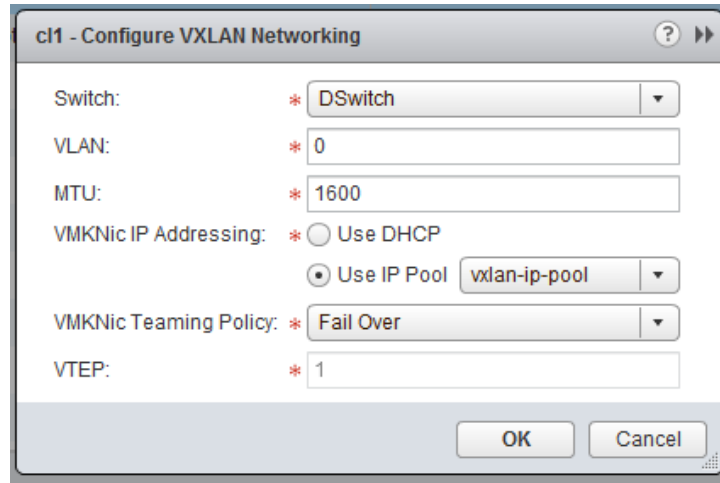 cl1 - Configure VXLAN Networking ?
Switch: * DSwitch
VLAN: * 0
MTU: * 1600
VMKNic IP Addressing: * Use DHCP
Use IP Pool vxlan-ip-pool
VMKNic Teaming Policy: * Fail Over
VTEP: * 1
OK Cancel